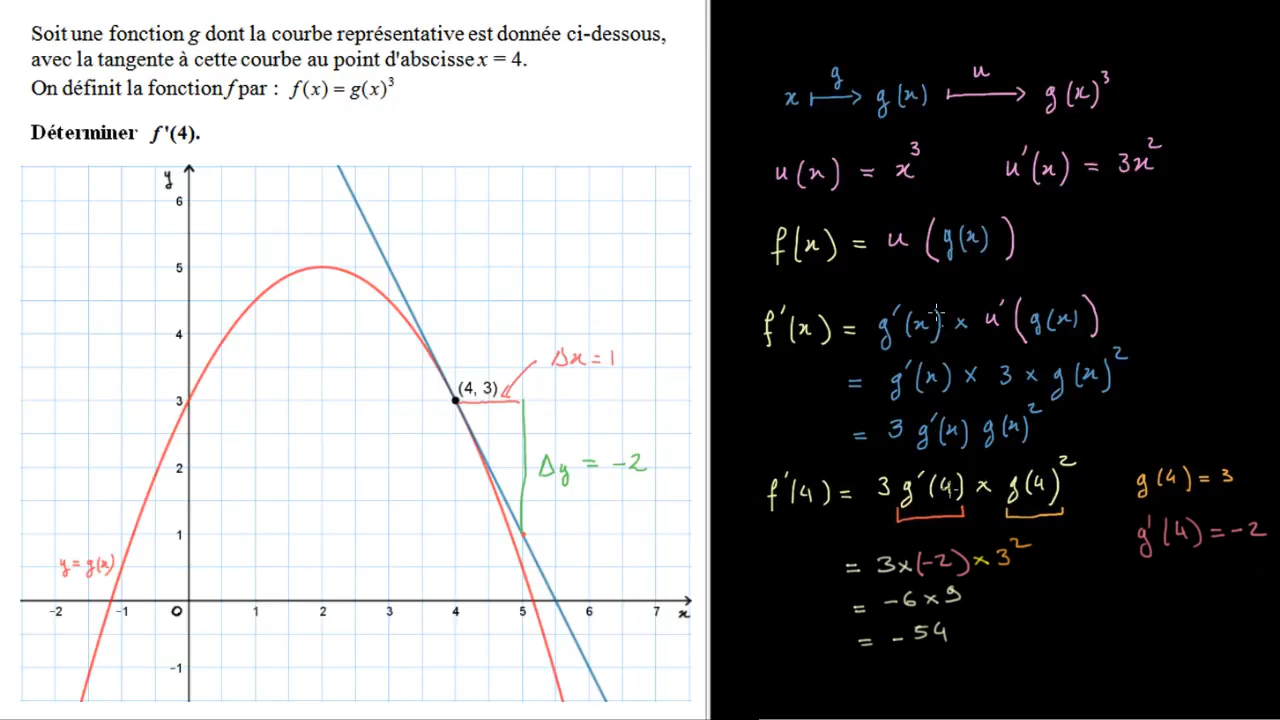 Soit une fonction g dont la courbe représentative est donnée ci-dessous,
avec la tangente à cette courbe au point d'abscisse x = 4.
On définit la fonction f par : f(x) = g(x)³
Déterminer f '(4).
y
6
5
4
3
2
1
-1
-2 -1 O 1 2 3 4 5 6 7 x
(4, 3)
Δx = 1
Δy = -2
y = g(x)
x ⟼ g(x) ⟼ g(x)³
g u
u(x) = x³ u'(x) = 3x²
f(x) = u (g(x))
f'(x) = g'(x) × u'(g(x))
= g'(x) × 3 × g(x)²
= 3 g'(x) g(x)²
f'(4) = 3 g'(4) × g(4)² g(4) = 3
g'(4) = -2
= 3×(-2) × 3²
= -6 × 9
= -54